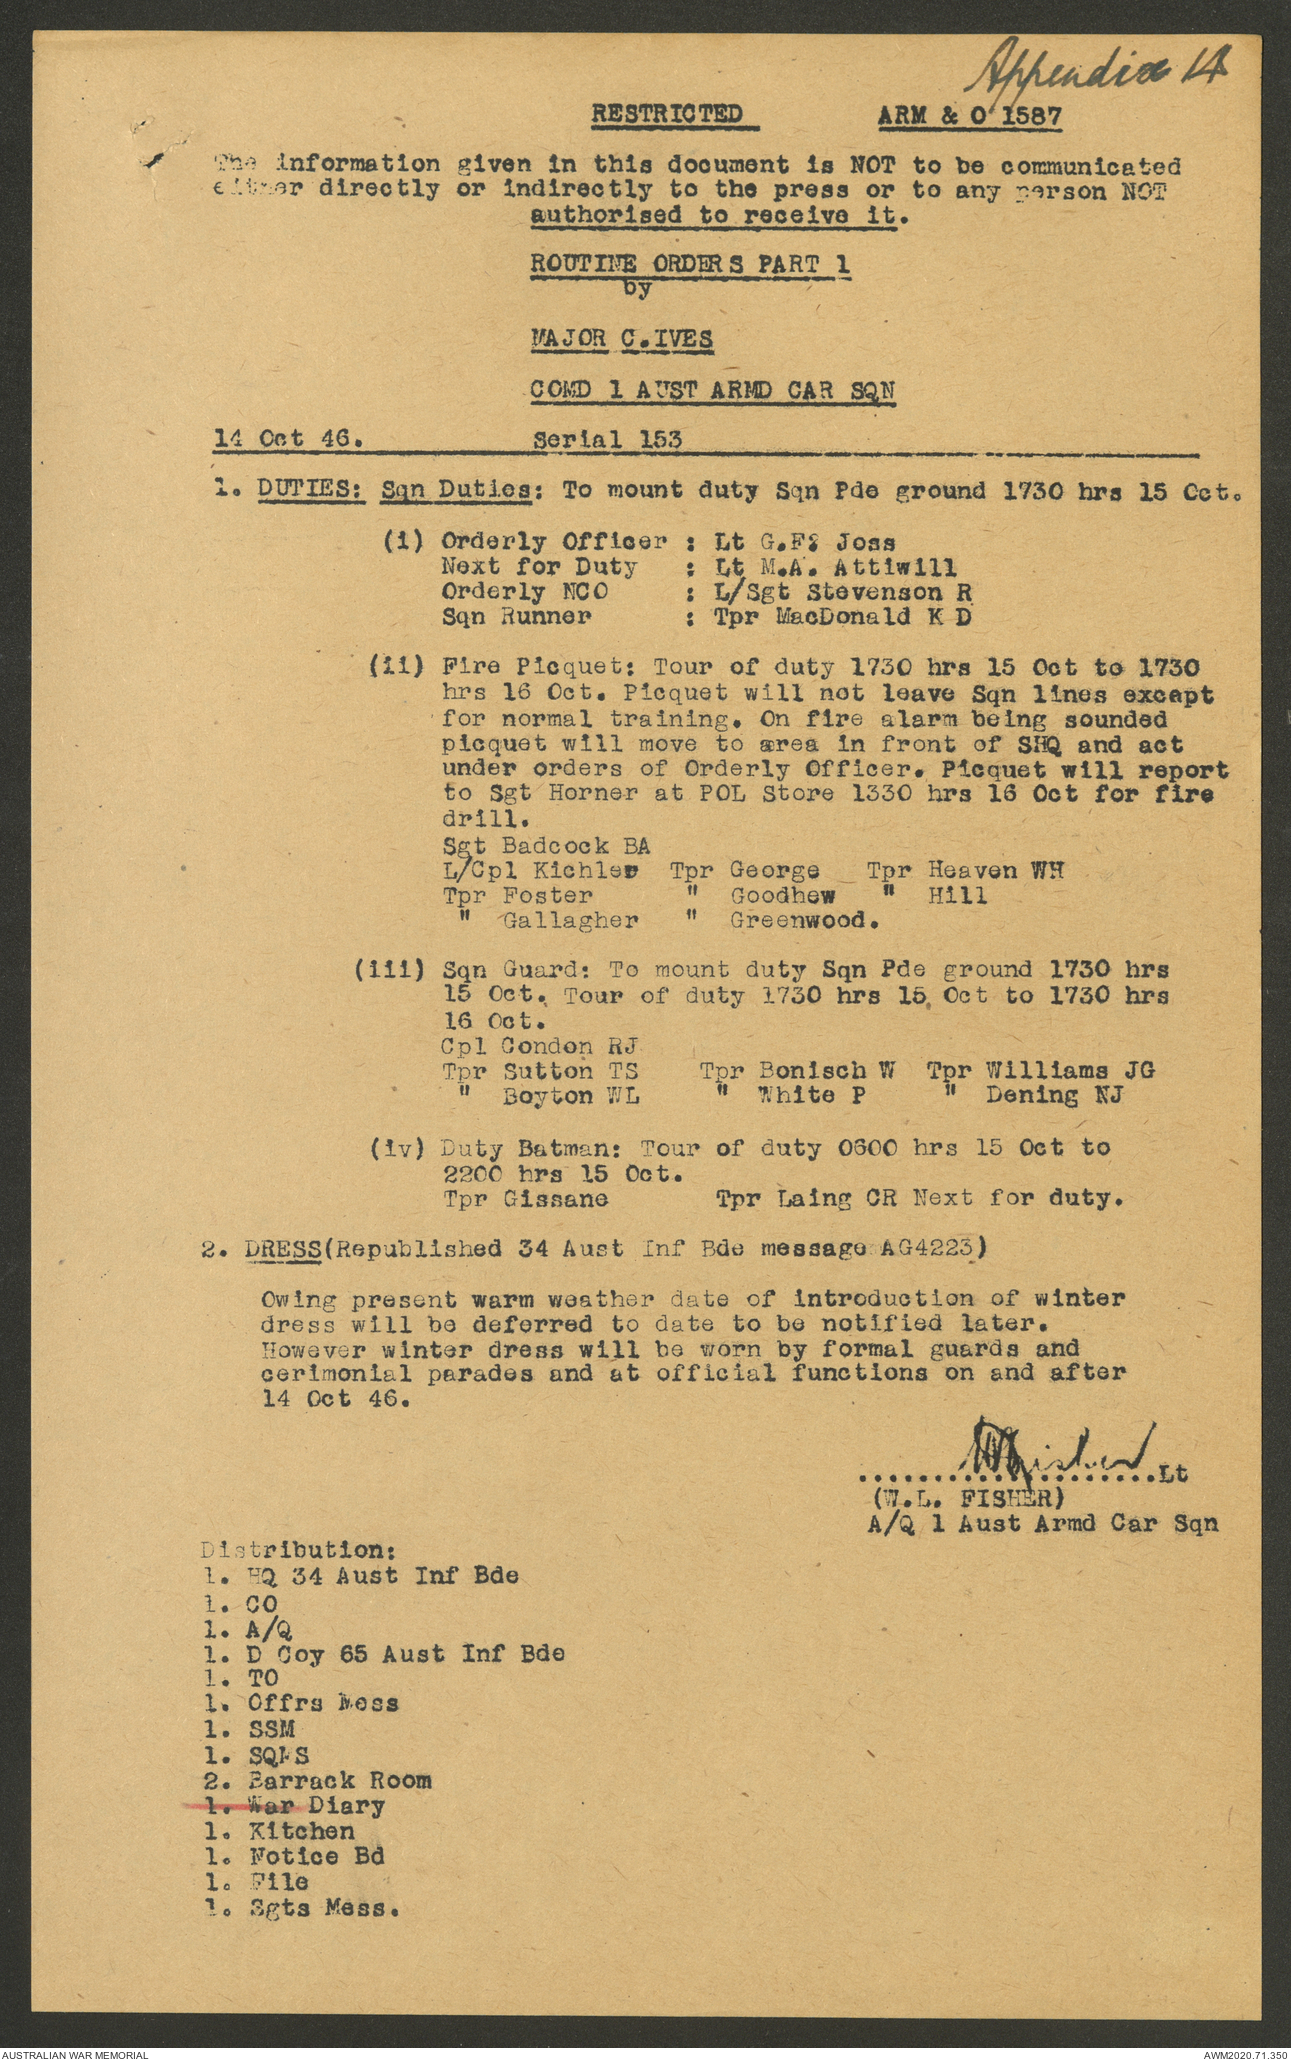 Appendix 14
RESTRICTED ARM & O 1587
The information given in this document is NOT to be communicated
either directly or indirectly to the press or to any person NOT
authorised to receive it.
ROUTINE ORDERS PART 1
by
MAJOR C.IVES
COMD 1 AUST ARMD CAR SQN
14 Oct 46. Serial 153
1. DUTIES: Sqn Duties: To mount duty Sqn Pde ground 1730 hrs 15 Oct.
(i) Orderly Officer : Lt G.F. Joss
Next for Duty : Lt M.A. Attiwill
Orderly NCO : L/Sgt Stevenson R
Sqn Runner : Tpr MacDonald K D
(ii) Fire Picquet: Tour of duty 1730 hrs 15 Oct to 1730
hrs 16 Oct. Picquet will not leave Sqn lines except
for normal training. On fire alarm being sounded
picquet will move to area in front of SHQ and act
under orders of Orderly Officer. Picquet will report
to Sgt Horner at POL Store 1330 hrs 16 Oct for fire
drill.
Sgt Badcock BA
L/Cpl Kichler Tpr George Tpr Heaven WH
Tpr Foster " Goodhew " Hill
" Gallagher " Greenwood.
(iii) Sqn Guard: To mount duty Sqn Pde ground 1730 hrs
15 Oct. Tour of duty 1730 hrs 15 Oct to 1730 hrs
16 Oct.
Cpl Condon RJ
Tpr Sutton TS Tpr Bonisch W Tpr Williams JG
" Boyton WL " White P " Dening NJ
(iv) Duty Batman: Tour of duty 0600 hrs 15 Oct to
2200 hrs 15 Oct.
Tpr Gissane Tpr Laing CR Next for duty.
2. DRESS(Republished 34 Aust Inf Bde message AG4223)
Owing present warm weather date of introduction of winter
dress will be deferred to date to be notified later.
However winter dress will be worn by formal guards and
cerimonial parades and at official functions on and after
14 Oct 46.
WFisher
....................Lt
(W.L. FISHER)
A/Q 1 Aust Armd Car Sqn
Distribution:
1. HQ 34 Aust Inf Bde
1. CO
1. A/Q
1. D Coy 65 Aust Inf Bde
1. TO
1. Offrs Mess
1. SSM
1. SQMS
2. Barrack Room
1. War Diary
1. Kitchen
1. Notice Bd
1. File
1. Sgts Mess.
AUSTRALIAN WAR MEMORIAL AWM2020.71.350